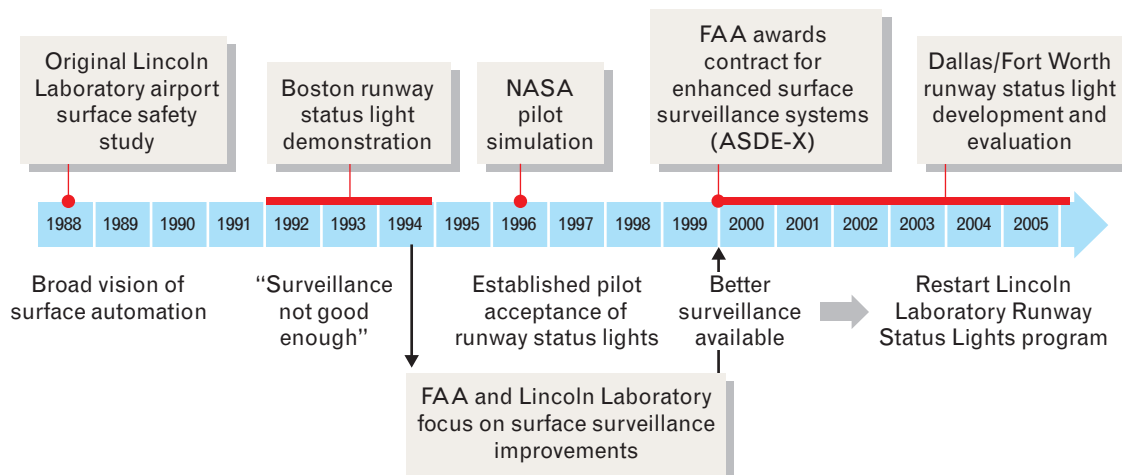 Original Lincoln
Laboratory airport
surface safety
study
Boston runway
status light
demonstration
NASA
pilot
simulation
FAA awards
contract for
enhanced surface
surveillance systems
(ASDE-X)
Dallas/Fort Worth
runway status light
development and
evaluation
1988 1989 1990 1991 1992 1993 1994 1995 1996 1997 1998 1999 2000 2001 2002 2003 2004 2005
Broad vision of
surface automation
“Surveillance
not good
enough”
Established pilot
acceptance of
runway status lights
Better
surveillance
available
Restart Lincoln
Laboratory Runway
Status Lights program
FAA and Lincoln Laboratory
focus on surface surveillance
improvements